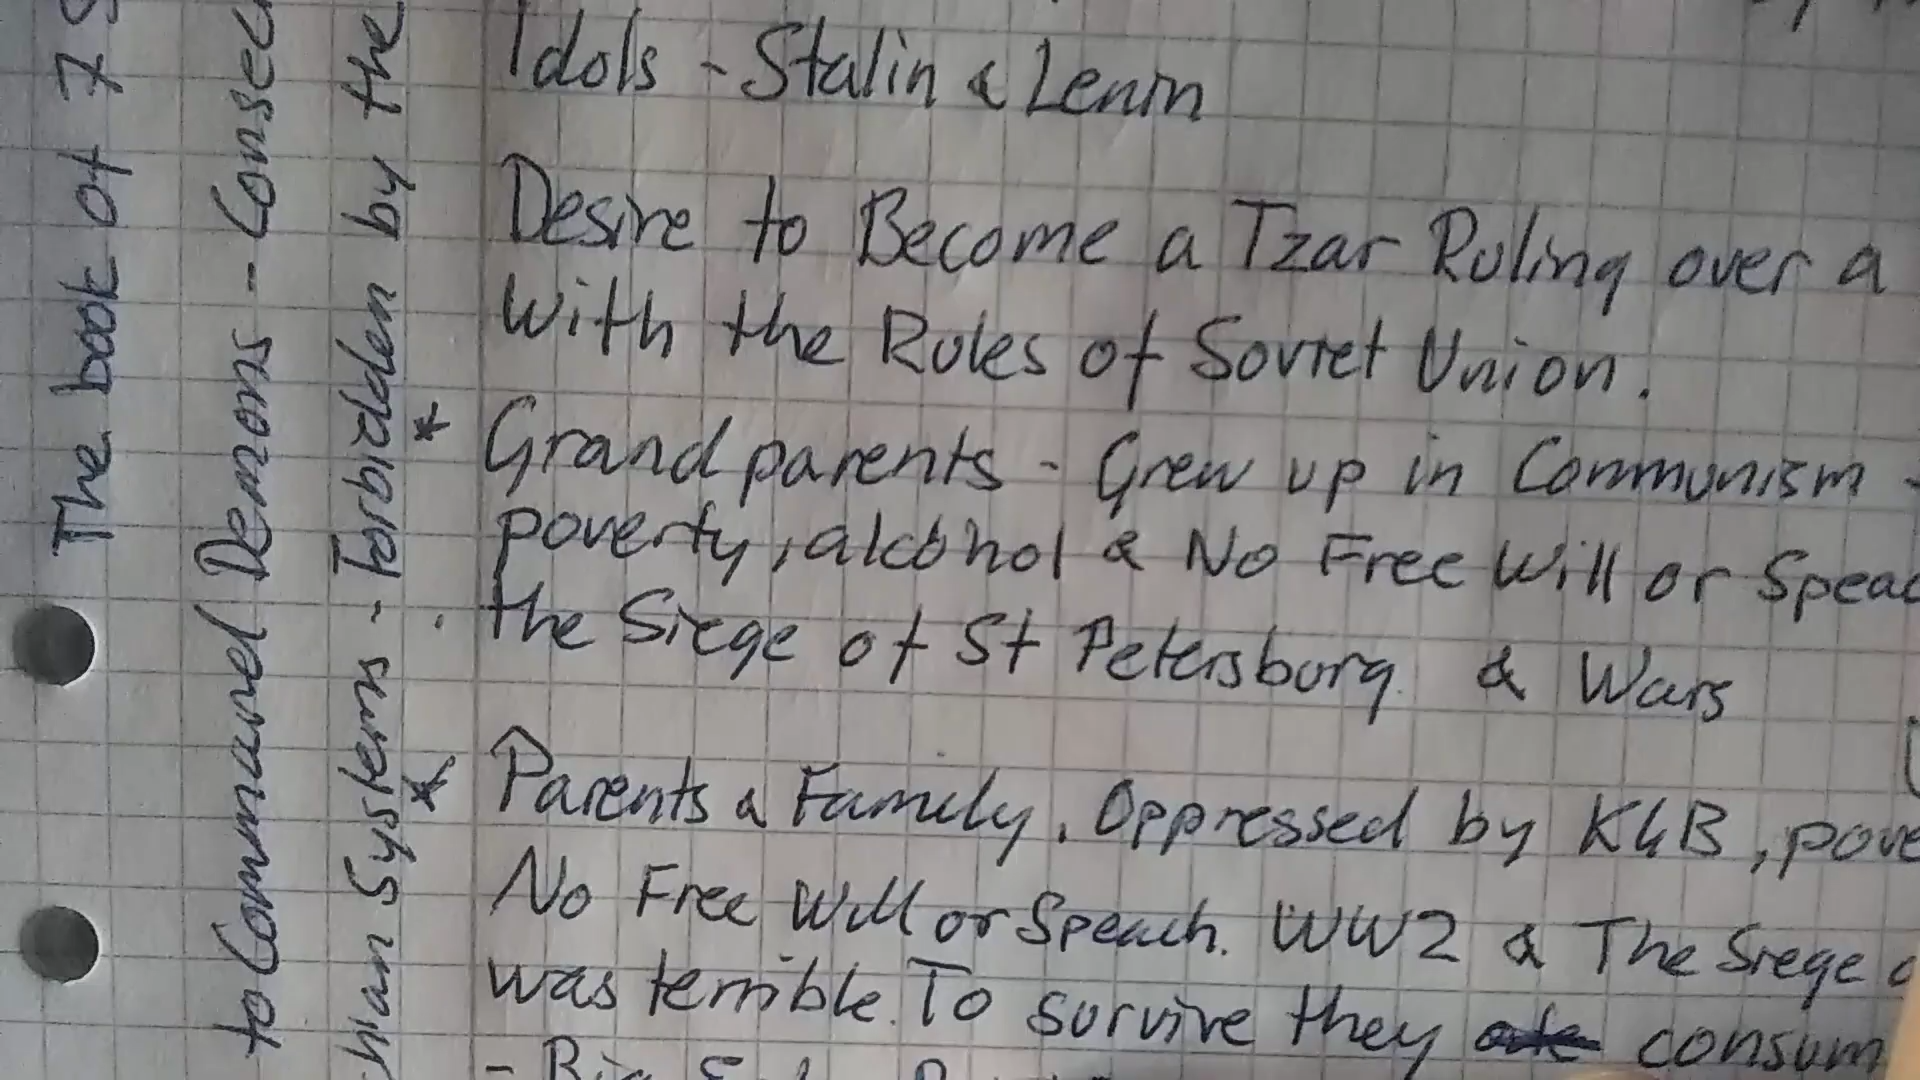 Idols - Stalin & Lenin
Desire to Become a Tzar Ruling over a
With the Rules of Soviet Union.
* Grandparents - Grew up in Communism -
poverty, alcohol & No Free Will or Speac
the Siege of St Petersburg & Wars
* Parents & Family. Oppressed by KGB, pove
No Free Will or Speach. WW2 & The Siege o
was terrible. To survive they consum
The book of 7 S
to Command Demons - Consec
Systems - Forbidden by the